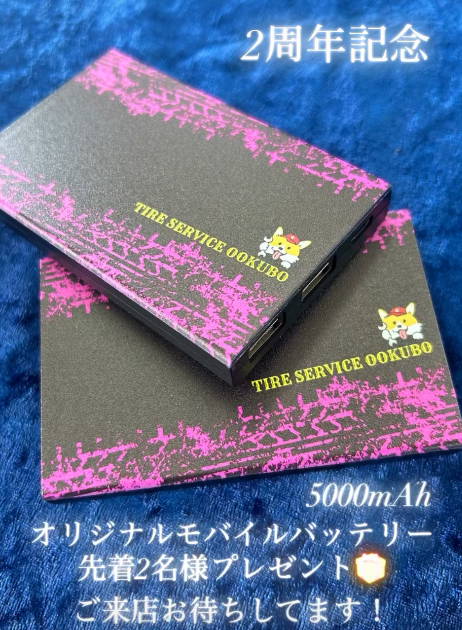 2周年記念
TIRE SERVICE OOKUBO
TIRE SERVICE OOKUBO
5000mAh
オリジナルモバイルバッテリー
先着2名様プレゼント
ご来店お待ちしてます！